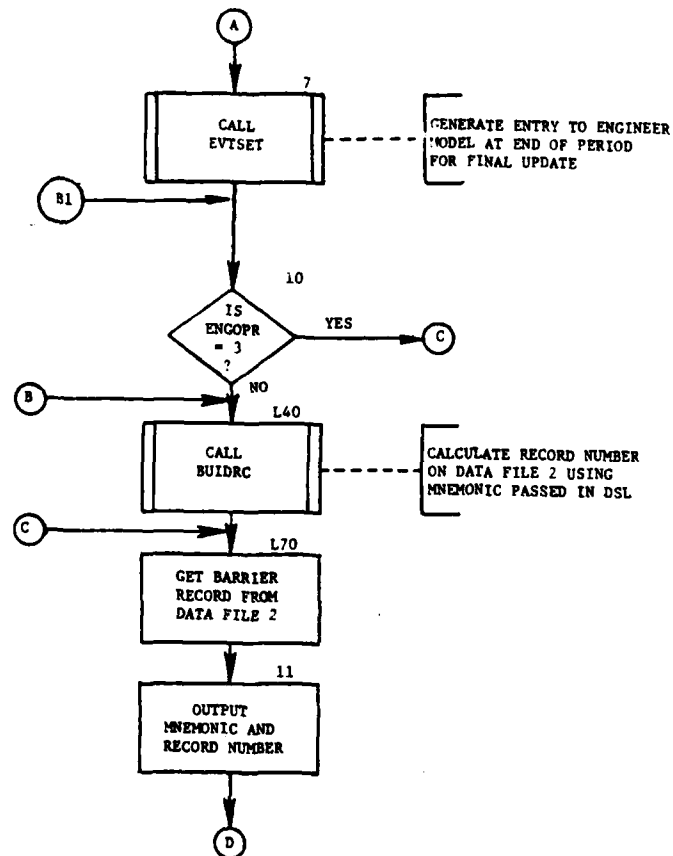 A
7
CALL
EVTSET
GENERATE ENTRY TO ENGINEER
MODEL AT END OF PERIOD
FOR FINAL UPDATE
B1
10
IS
ENGOPR
= 3
?
YES
C
NO
B
L40
CALL
BUIDRC
CALCULATE RECORD NUMBER
ON DATA FILE 2 USING
MNEMONIC PASSED IN DSL
C
L70
GET BARRIER
RECORD FROM
DATA FILE 2
11
OUTPUT
MNEMONIC AND
RECORD NUMBER
D